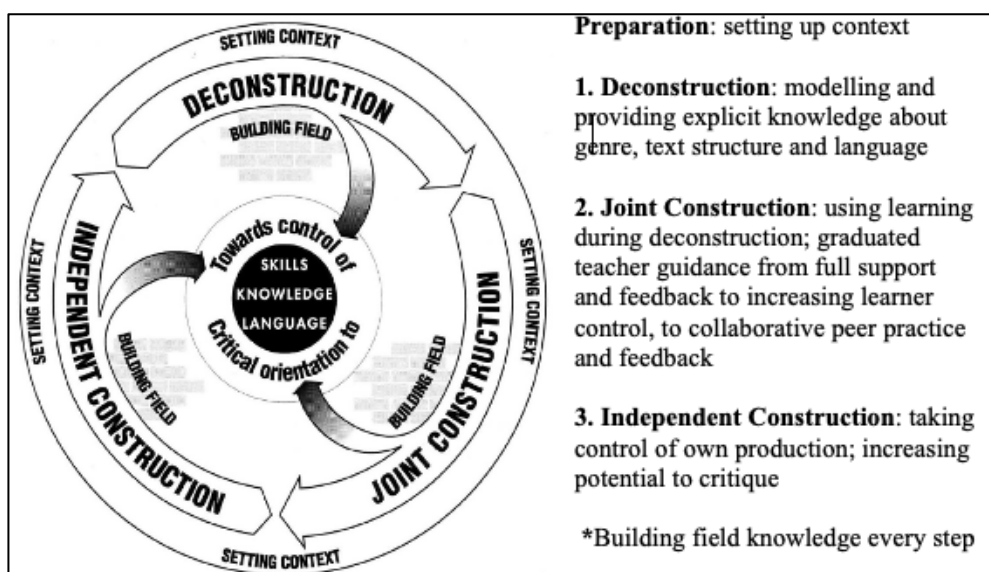 SETTING CONTEXT
DECONSTRUCTION
BUILDING FIELD
SETTING CONTEXT
INDEPENDENT CONSTRUCTION
BUILDING FIELD
Towards control of
SKILLS
KNOWLEDGE
LANGUAGE
Critical orientation to
BUILDING FIELD
JOINT CONSTRUCTION
SETTING CONTEXT
SETTING CONTEXT
Preparation: setting up context
1. Deconstruction: modelling and
providing explicit knowledge about
genre, text structure and language
2. Joint Construction: using learning
during deconstruction; graduated
teacher guidance from full support
and feedback to increasing learner
control, to collaborative peer practice
and feedback
3. Independent Construction: taking
control of own production; increasing
potential to critique
*Building field knowledge every step